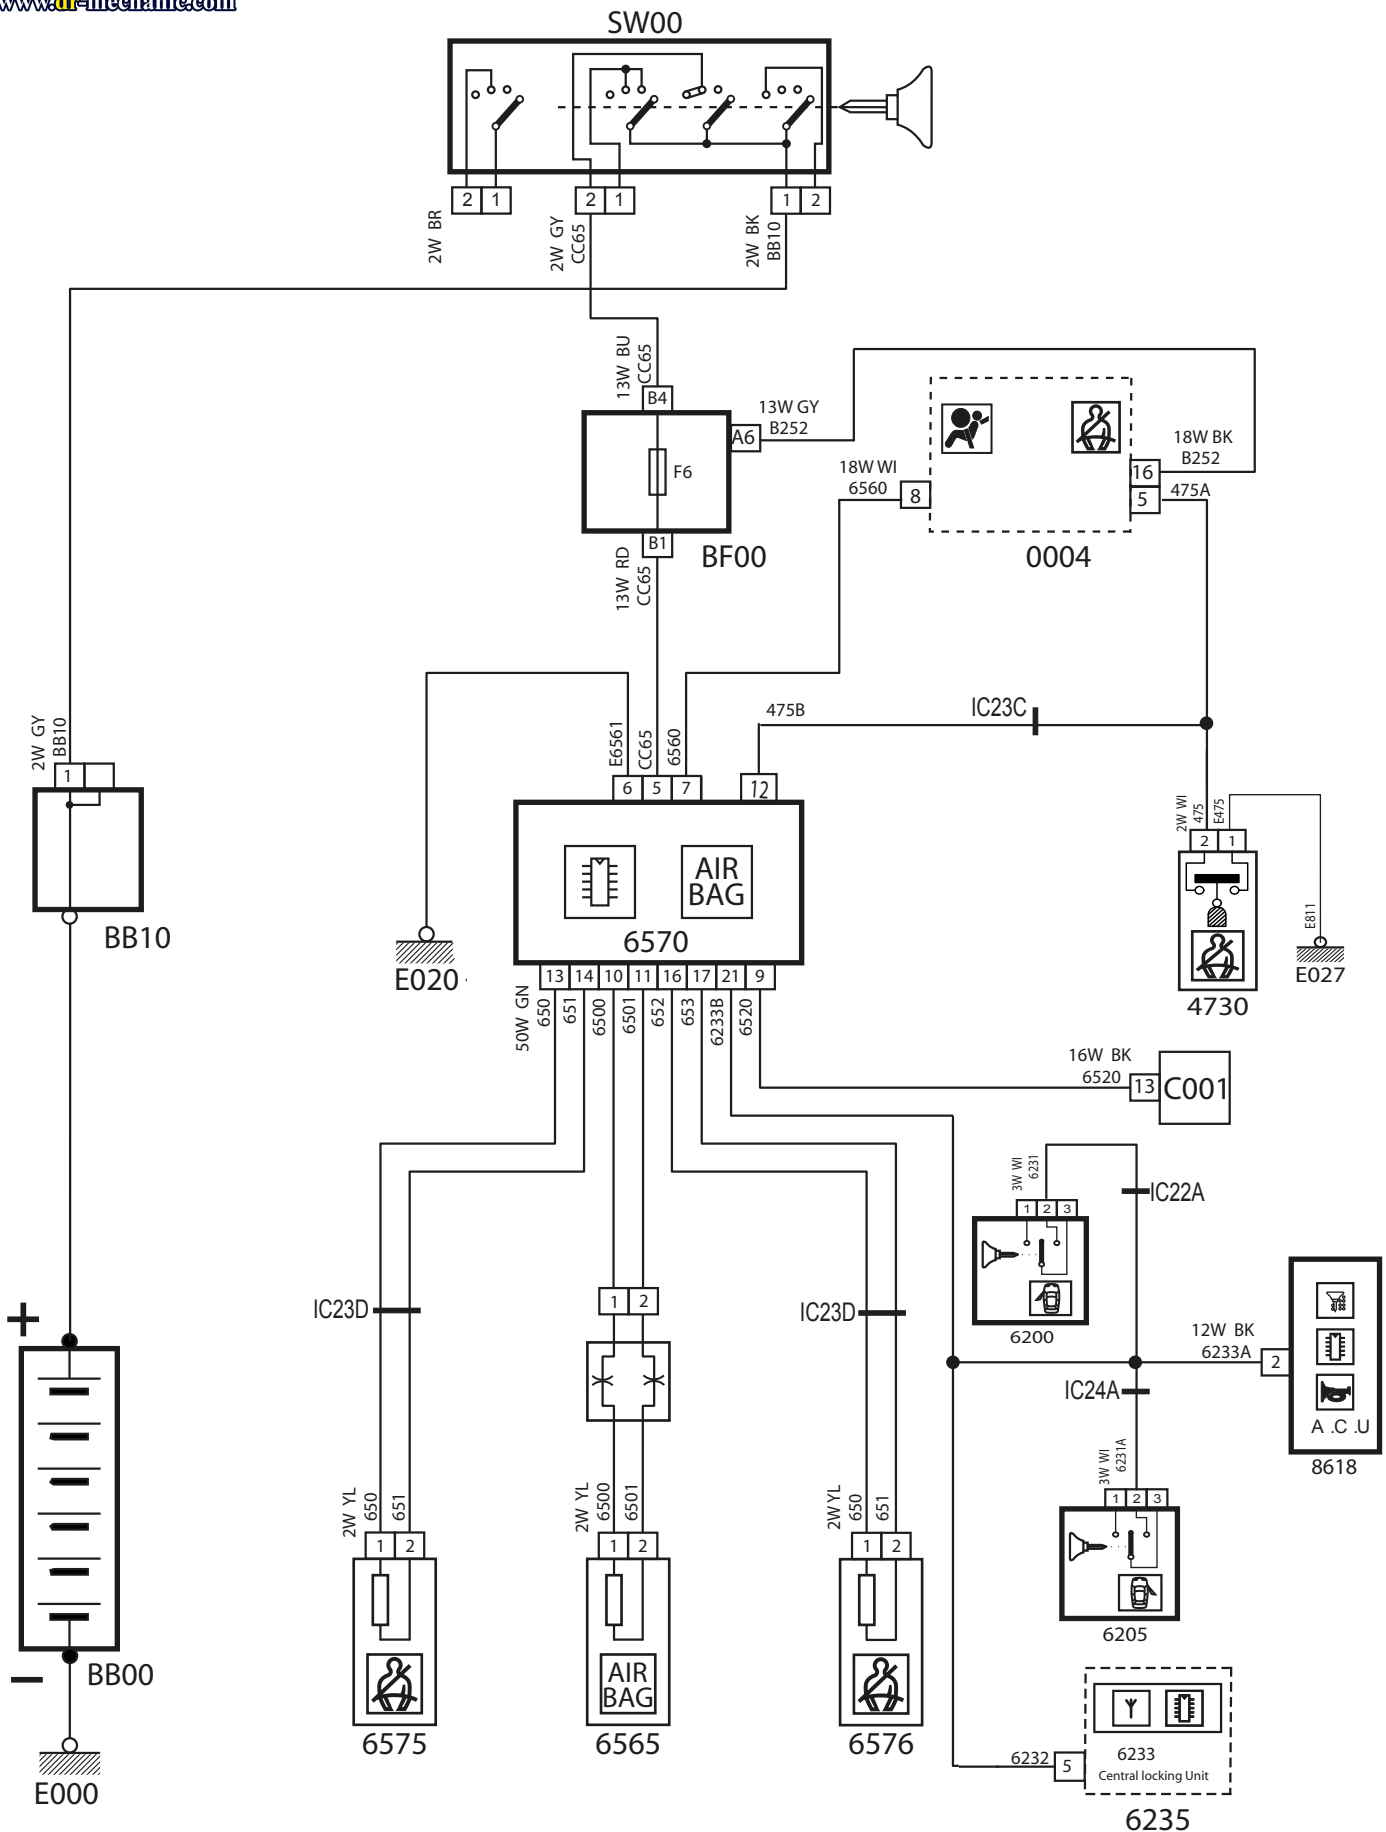 www.dr-mechanic.com
SW00
2 1
2 1
1 2
2W BR
2W GY
CC65
2W BK
BB10
13W BU
CC65
B4
13W GY
A6 B252
F6
BF00
B1
13W RD
CC65
18W WI
6560
8
18W BK
B252
16
475A
5
0004
475B
IC23C
2W GY
BB10
1
BB10
E6561
CC65
6560
6 5 7 12
AIR
BAG
6570
E020
2W WI
475
E475
2 1
E811
4730
E027
13 14 10 11 16 17 21 9
50W GN
650
651
6500
6501
652
653
6233B
6520
16W BK
6520
13 C001
3W WI
6231
IC22A
1 2 3
6200
IC23D
1 2
IC23D
12W BK
6233A
2
IC24A
A .C .U
8618
3W WI
6231A
1 2 3
6205
+
BB00
−
E000
2W YL
650
651
1 2
6575
2W YL
6500
6501
1 2
AIR
BAG
6565
2W YL
650
651
1 2
6576
6232
5
6233
Central locking Unit
6235